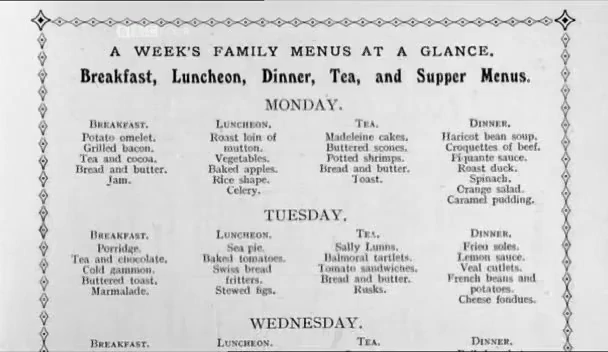 A WEEK'S FAMILY MENUS AT A GLANCE.
Breakfast, Luncheon, Dinner, Tea, and Supper Menus.
MONDAY.
BREAKFAST.
Potato omelet.
Grilled bacon.
Tea and cocoa.
Bread and butter.
Jam.
LUNCHEON.
Roast loin of
mutton.
Vegetables.
Baked apples.
Rice shape.
Celery.
TEA.
Madeleine cakes.
Buttered scones.
Potted shrimps.
Bread and butter.
Toast.
DINNER.
Haricot bean soup.
Croquettes of beef.
Piquante sauce.
Roast duck.
Spinach.
Orange salad.
Caramel pudding.
TUESDAY.
BREAKFAST.
Porridge.
Tea and chocolate.
Cold gammon.
Buttered toast.
Marmalade.
LUNCHEON.
Sea pie.
Baked tomatoes.
Swiss bread
fritters.
Stewed figs.
TEA.
Sally Lunns.
Balmoral tartlets.
Tomato sandwiches.
Bread and butter.
Rusks.
DINNER.
Fried soles.
Lemon sauce.
Veal cutlets.
French beans and
potatoes.
Cheese fondues.
WEDNESDAY.
BREAKFAST.
LUNCHEON.
TEA.
DINNER.